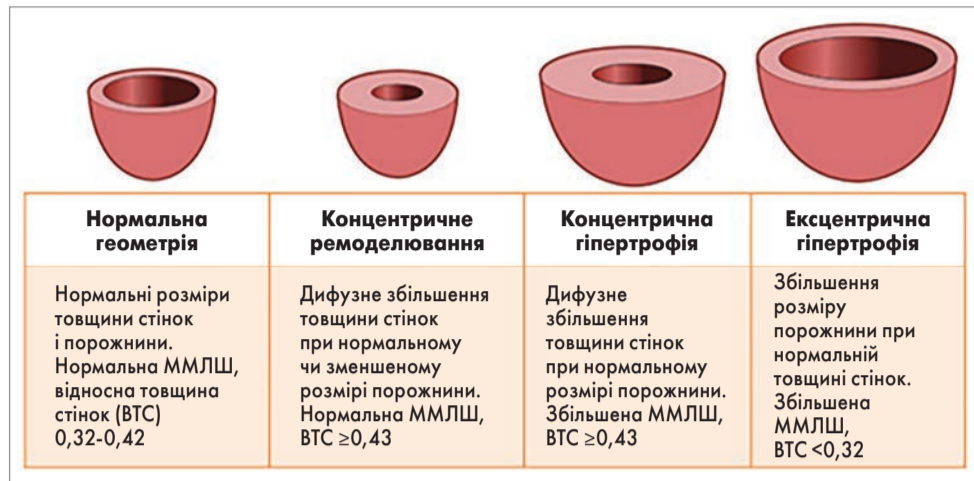 Нормальна
геометрія
Концентричне
ремоделювання
Концентрична
гіпертрофія
Ексцентрична
гіпертрофія
Нормальні розміри
товщини стінок
і порожнини.
Нормальна ММЛШ,
відносна товщина
стінок (ВТС)
0,32-0,42
Дифузне збільшення
товщини стінок
при нормальному
чи зменшеному
розмірі порожнини.
Нормальна ММЛШ,
ВТС ≥0,43
Дифузне
збільшення
товщини стінок
при нормальному
розмірі порожнини.
Збільшена ММЛШ,
ВТС ≥0,43
Збільшення
розміру
порожнини при
нормальній
товщині стінок.
Збільшена
ММЛШ,
ВТС <0,32